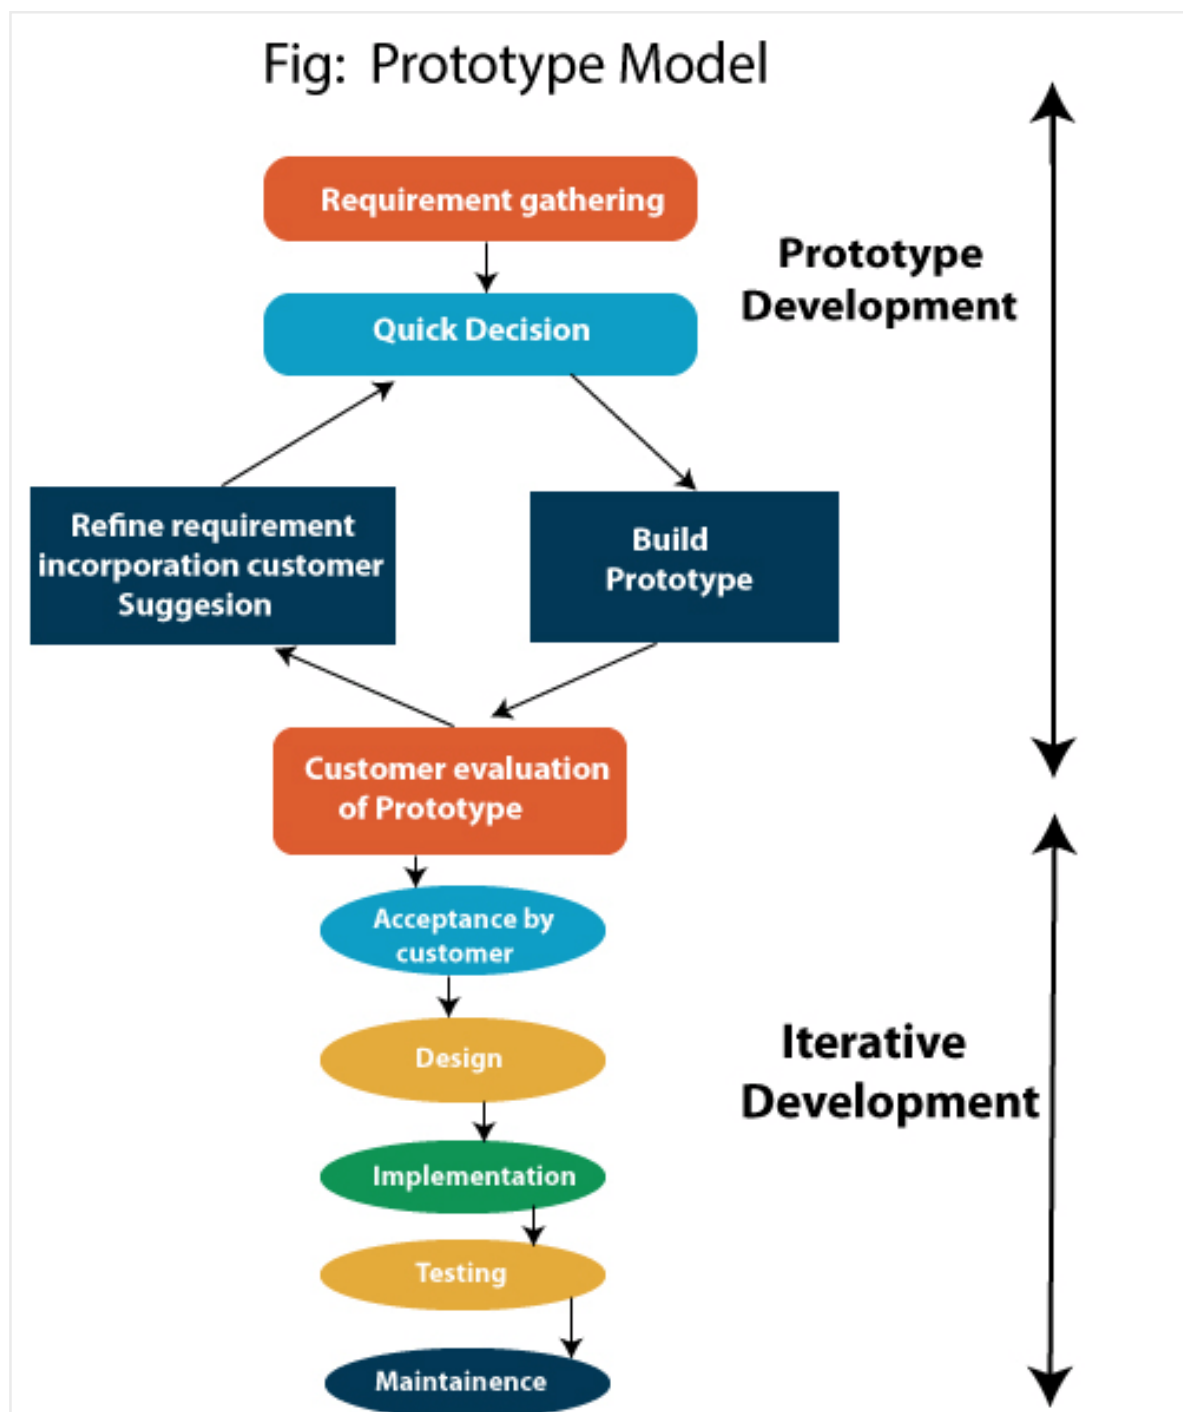 Fig: Prototype Model
Requirement gathering
Quick Decision
Prototype
Development
Refine requirement
incorporation customer
Suggesion
Build
Prototype
Customer evaluation
of Prototype
Acceptance by
customer
Design
Iterative
Development
Implementation
Testing
Maintainence